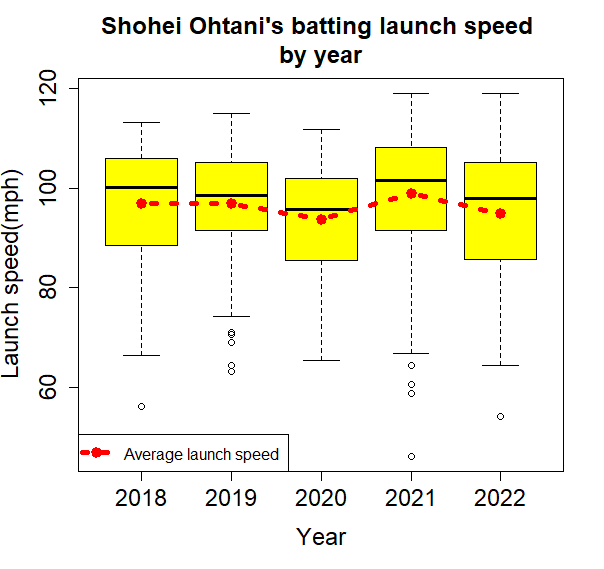 Shohei Ohtani's batting launch speed
by year
Launch speed(mph)
120
100
80
60
Average launch speed
2018 2019 2020 2021 2022
Year